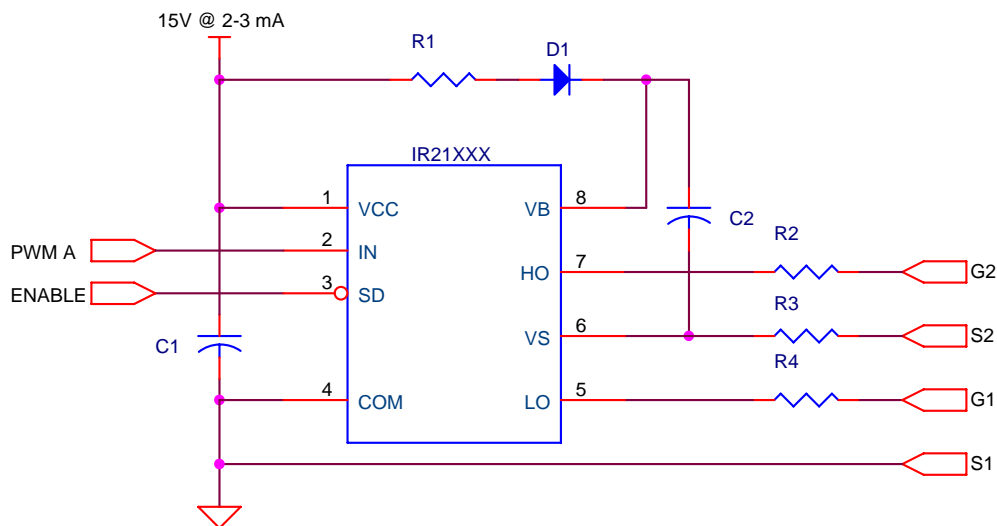 15V @ 2-3 mA
R1
D1
IR21XXX
1
VCC
VB
8
C2
PWM A
2
IN
R2
HO
7
G2
ENABLE
3
SD
R3
C1
VS
6
S2
R4
4
COM
LO
5
G1
S1